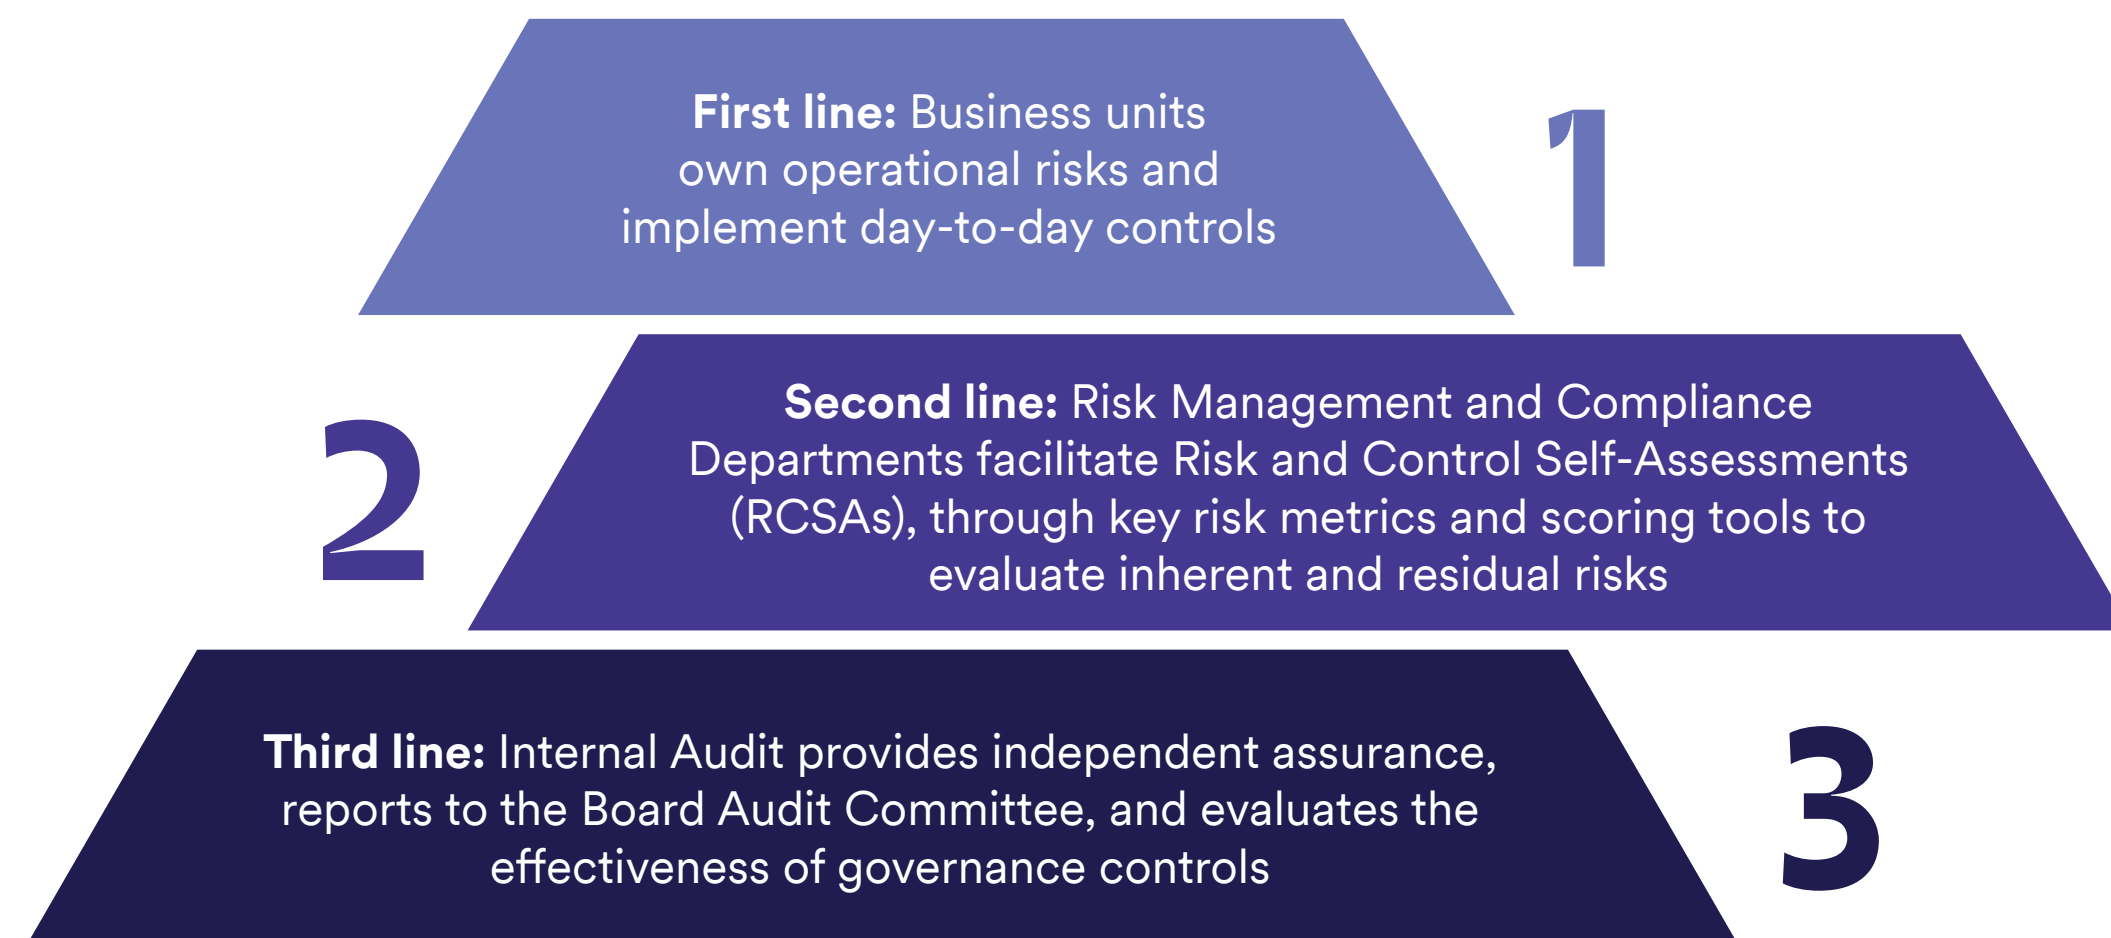 First line: Business units
own operational risks and
implement day-to-day controls
1
2
Second line: Risk Management and Compliance
Departments facilitate Risk and Control Self-Assessments
(RCSAs), through key risk metrics and scoring tools to
evaluate inherent and residual risks
Third line: Internal Audit provides independent assurance,
reports to the Board Audit Committee, and evaluates the
effectiveness of governance controls
3